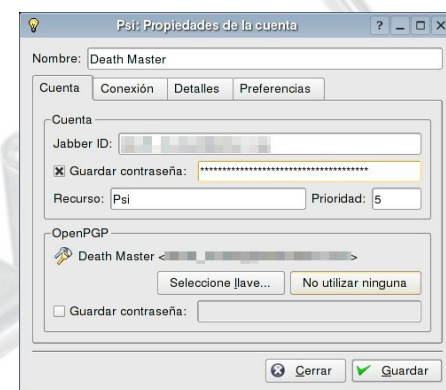 Psi: Propiedades de la cuenta
Nombre: Death Master
Cuenta Conexión Detalles Preferencias
Cuenta
Jabber ID:
Guardar contraseña: *************************************
Recurso: Psi Prioridad: 5
OpenPGP
Death Master < >
Seleccione llave... No utilizar ninguna
Guardar contraseña:
Cerrar Guardar